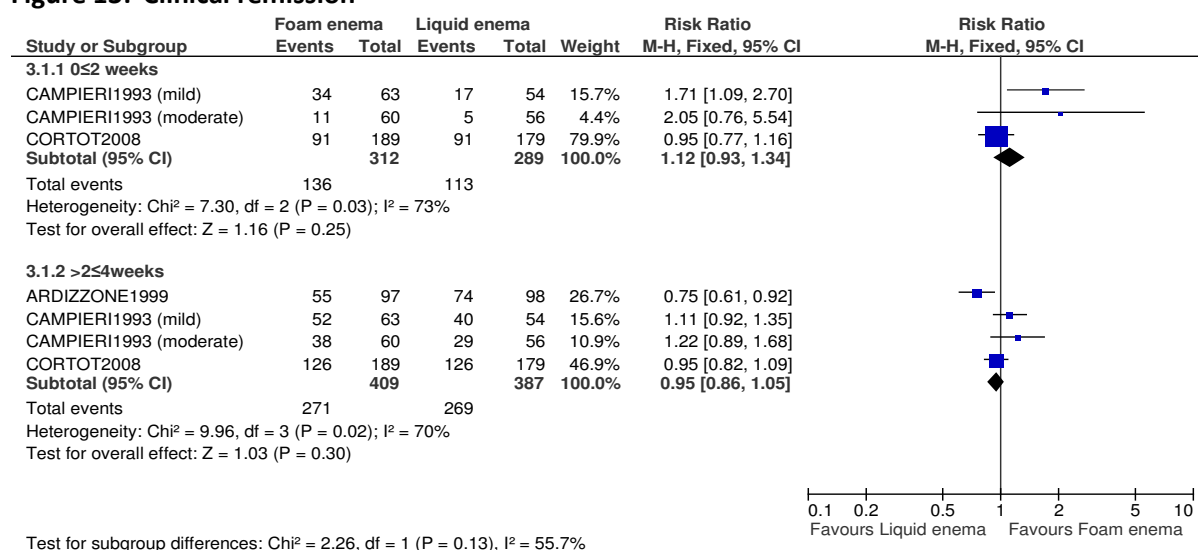 Figure 13: Clinical remission
Foam enema Liquid enema Risk Ratio Risk Ratio
Study or Subgroup Events Total Events Total Weight M-H, Fixed, 95% CI M-H, Fixed, 95% CI
3.1.1 0≤2 weeks
CAMPIERI1993 (mild) 34 63 17 54 15.7% 1.71 [1.09, 2.70]
CAMPIERI1993 (moderate) 11 60 5 56 4.4% 2.05 [0.76, 5.54]
CORTOT2008 91 189 91 179 79.9% 0.95 [0.77, 1.16]
Subtotal (95% CI) 312 289 100.0% 1.12 [0.93, 1.34]
Total events 136 113
Heterogeneity: Chi² = 7.30, df = 2 (P = 0.03); I² = 73%
Test for overall effect: Z = 1.16 (P = 0.25)
3.1.2 >2≤4weeks
ARDIZZONE1999 55 97 74 98 26.7% 0.75 [0.61, 0.92]
CAMPIERI1993 (mild) 52 63 40 54 15.6% 1.11 [0.92, 1.35]
CAMPIERI1993 (moderate) 38 60 29 56 10.9% 1.22 [0.89, 1.68]
CORTOT2008 126 189 126 179 46.9% 0.95 [0.82, 1.09]
Subtotal (95% CI) 409 387 100.0% 0.95 [0.86, 1.05]
Total events 271 269
Heterogeneity: Chi² = 9.96, df = 3 (P = 0.02); I² = 70%
Test for overall effect: Z = 1.03 (P = 0.30)
0.1 0.2 0.5 1 2 5 10
Favours Liquid enema Favours Foam enema
Test for subgroup differences: Chi² = 2.26, df = 1 (P = 0.13), I² = 55.7%